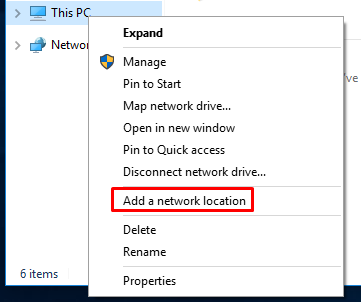 This PC
Expand
Networ
Manage
Pin to Start
Map network drive...
Open in new window
Pin to Quick access
Disconnect network drive...
Add a network location
Delete
Rename
Properties
6 items